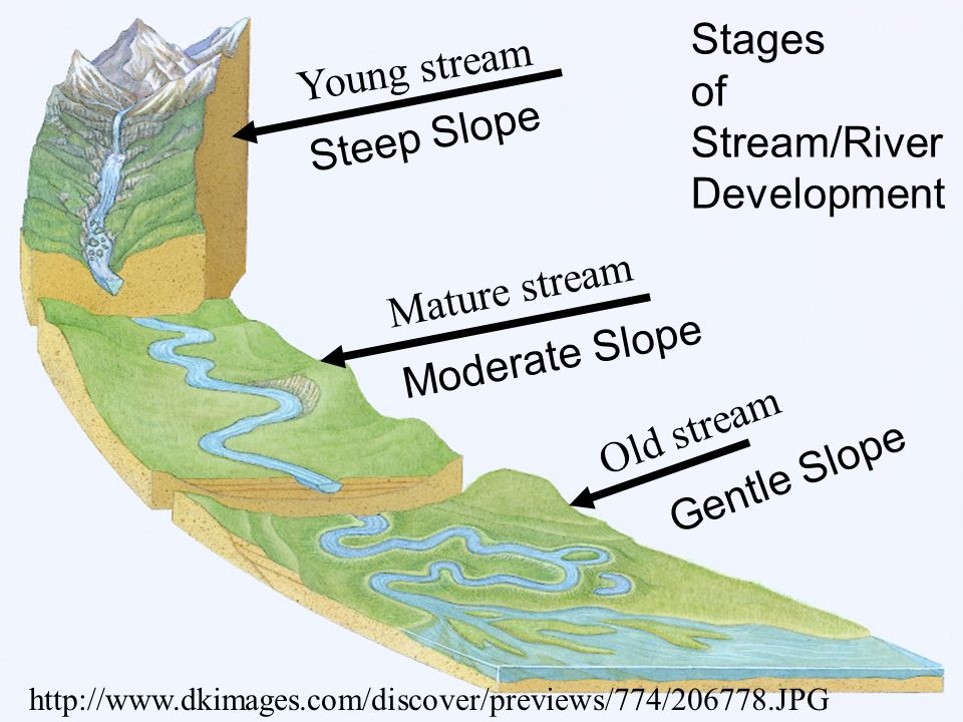 Stages
of
Stream/River
Development
Young stream
Steep Slope
Mature stream
Moderate Slope
Old stream
Gentle Slope
http://www.dkimages.com/discover/previews/774/206778.JPG